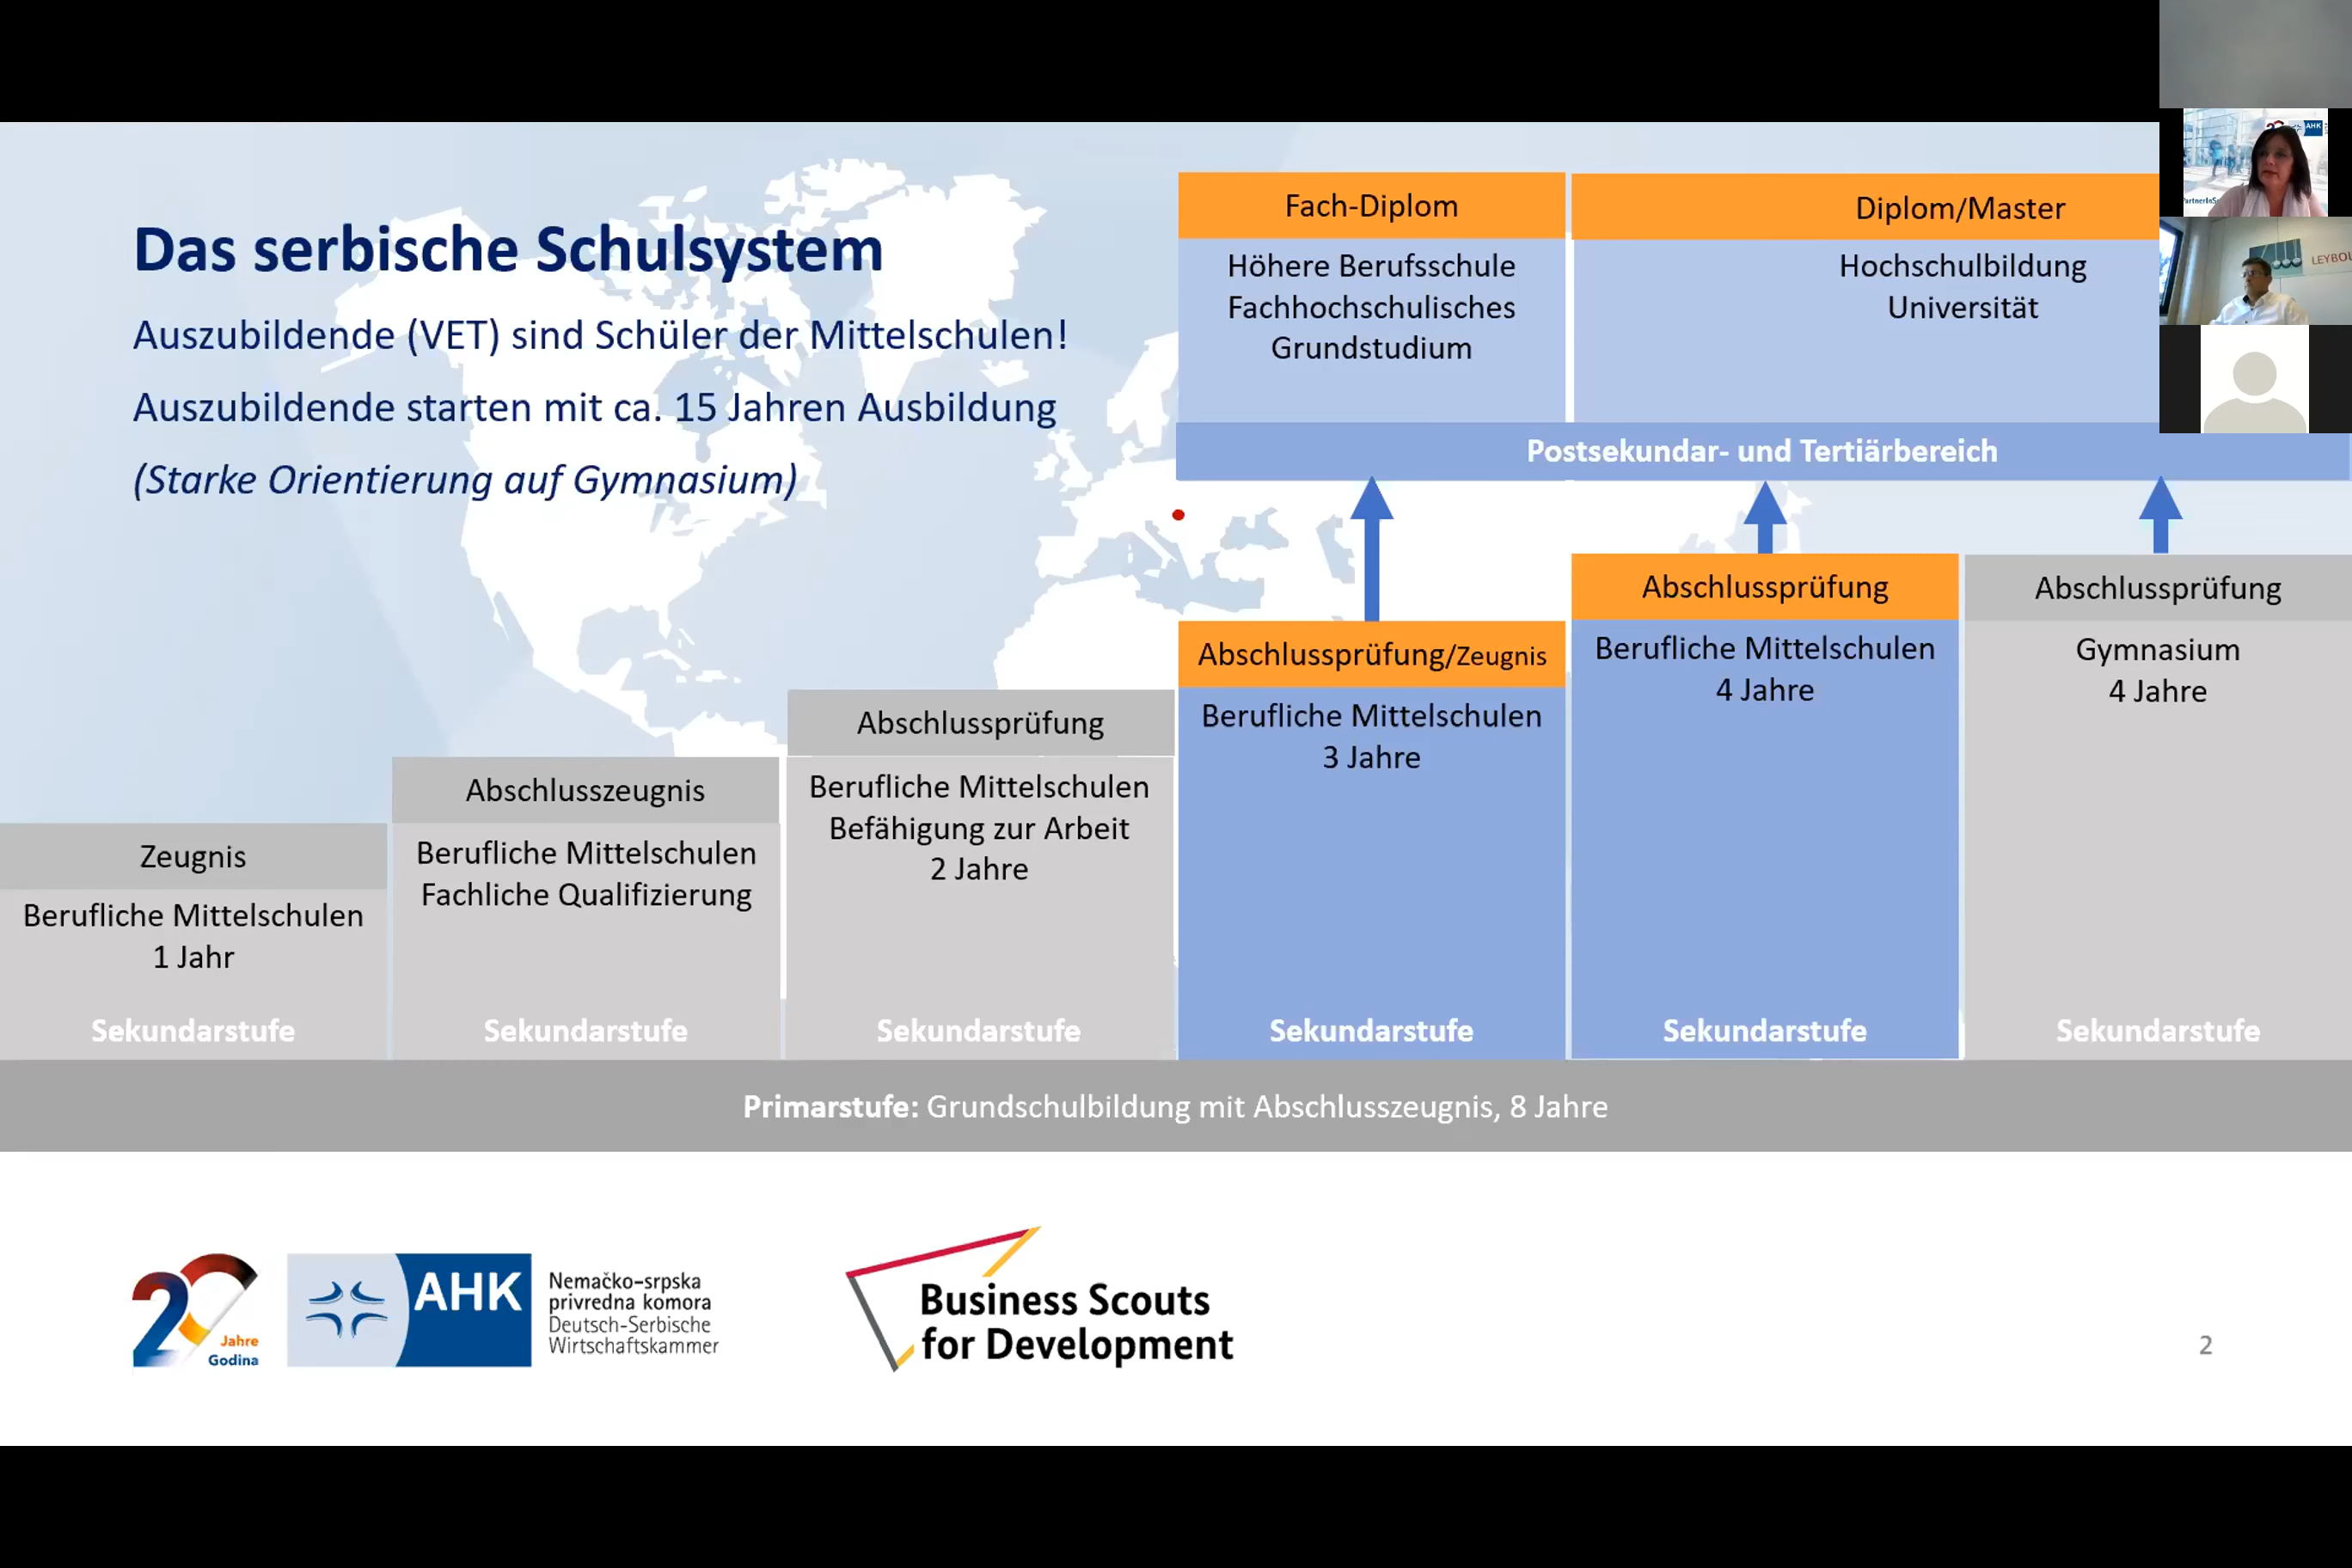 Das serbische Schulsystem
Auszubildende (VET) sind Schüler der Mittelschulen!
Auszubildende starten mit ca. 15 Jahren Ausbildung
(Starke Orientierung auf Gymnasium)
Fach-Diplom
Höhere Berufsschule
Fachhochschulisches
Grundstudium
Diplom/Master
Hochschulbildung
Universität
Postsekundar- und Tertiärbereich
Zeugnis
Berufliche Mittelschulen
1 Jahr
Sekundarstufe
Abschlusszeugnis
Berufliche Mittelschulen
Fachliche Qualifizierung
Sekundarstufe
Abschlussprüfung
Berufliche Mittelschulen
Befähigung zur Arbeit
2 Jahre
Sekundarstufe
Abschlussprüfung/Zeugnis
Berufliche Mittelschulen
3 Jahre
Sekundarstufe
Abschlussprüfung
Berufliche Mittelschulen
4 Jahre
Sekundarstufe
Abschlussprüfung
Gymnasium
4 Jahre
Sekundarstufe
Primarstufe: Grundschulbildung mit Abschlusszeugnis, 8 Jahre
20
Jahre
Godina
AHK
Nemačko-srpska
privredna komora
Deutsch-Serbische
Wirtschaftskammer
Business Scouts
for Development
2
AHK
LEYBOL